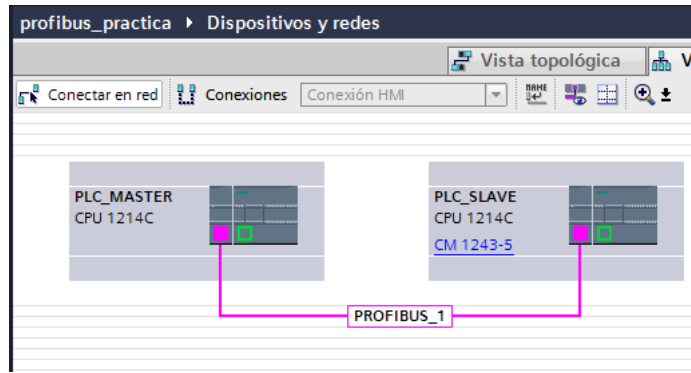 profibus_practica ▸ Dispositivos y redes
Vista topológica V
Conectar en red Conexiones Conexión HMI NAME
PLC_MASTER
CPU 1214C
PLC_SLAVE
CPU 1214C
CM 1243-5
PROFIBUS_1